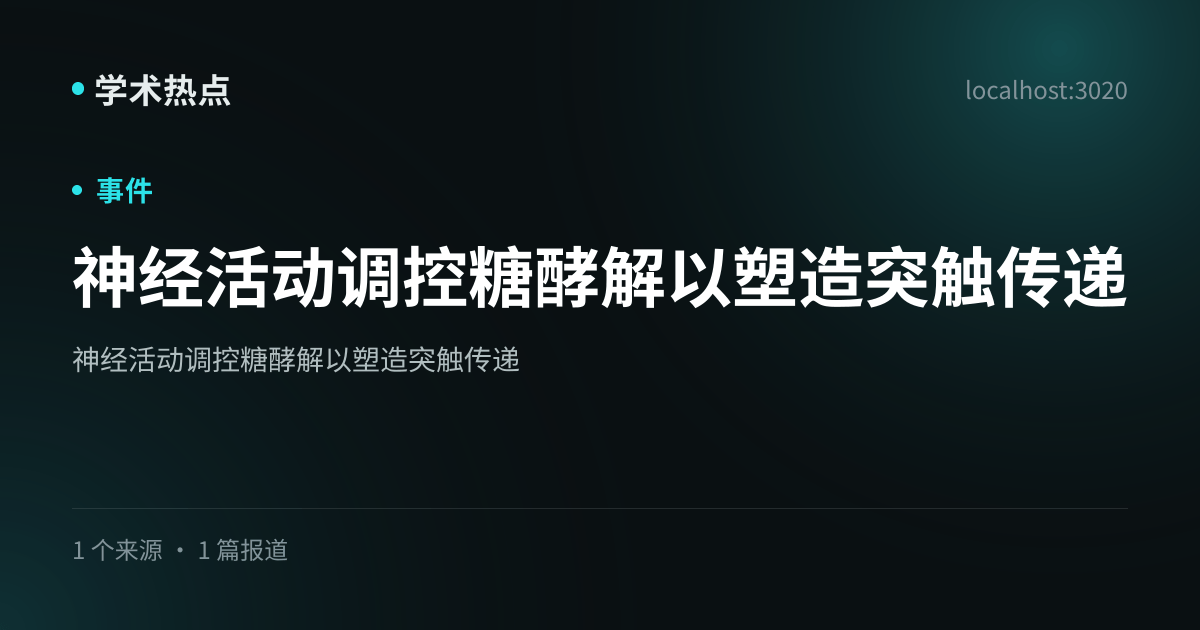 学术热点
localhost:3020
事件
神经活动调控糖酵解以塑造突触传递
神经活动调控糖酵解以塑造突触传递
1 个来源 · 1 篇报道